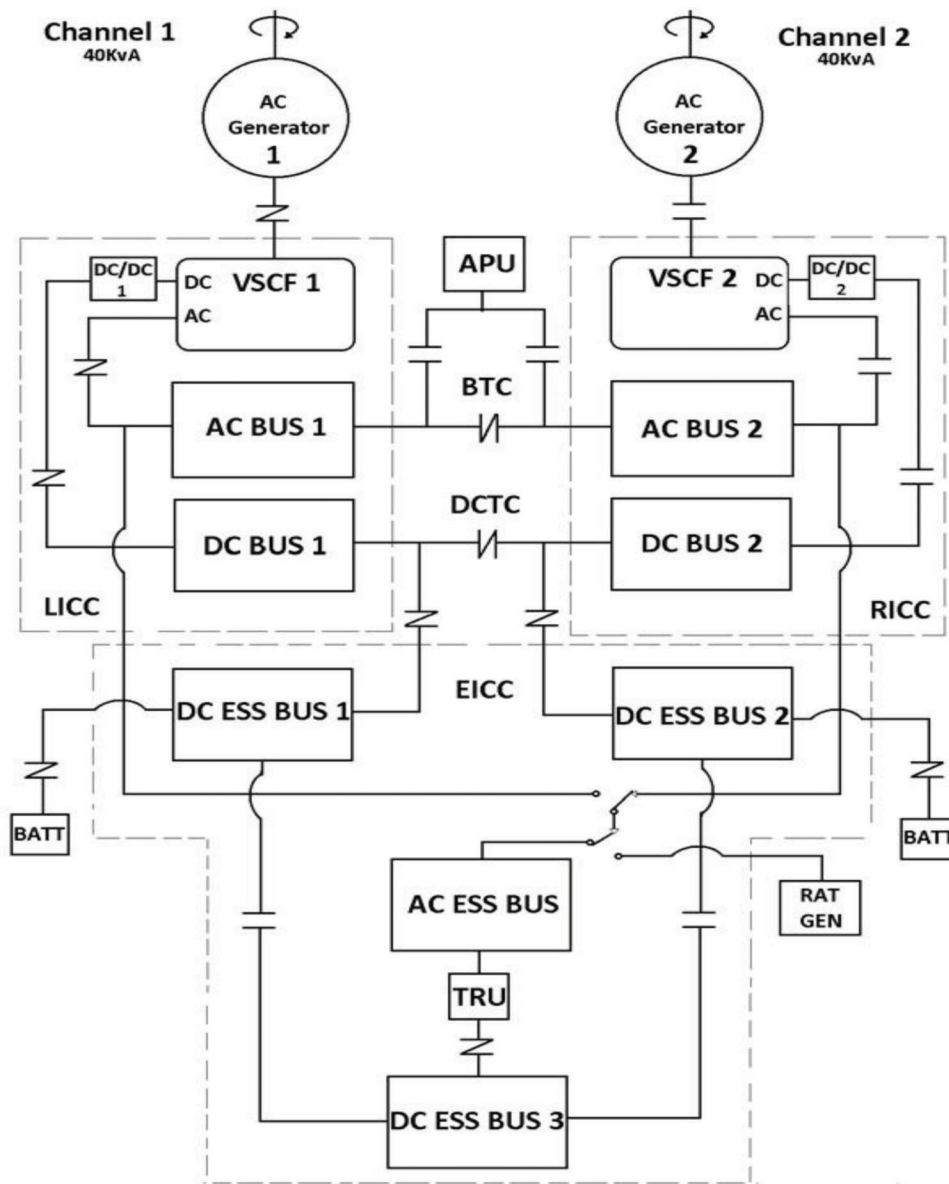 Channel 1
40KvA
Channel 2
40KvA
AC
Generator
1
AC
Generator
2
DC/DC
1
DC
VSCF 1
AC
APU
VSCF 2
DC
AC
DC/DC
2
BTC
AC BUS 1
AC BUS 2
DCTC
DC BUS 1
DC BUS 2
LICC
RICC
EICC
DC ESS BUS 1
DC ESS BUS 2
BATT
BATT
AC ESS BUS
RAT
GEN
TRU
DC ESS BUS 3